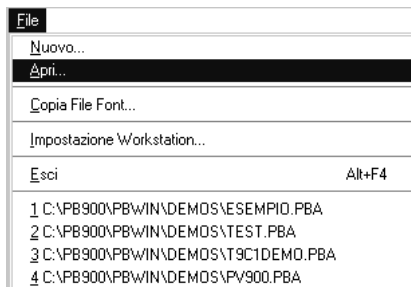 File
Nuovo...
Apri...
Copia File Font...
Impostazione Workstation...
Esci Alt+F4
1 C:\PB900\PBWIN\DEMOS\ESEMPIO.PBA
2 C:\PB900\PBWIN\DEMOS\TEST.PBA
3 C:\PB900\PBWIN\DEMOS\T9C1DEMO.PBA
4 C:\PB900\PBWIN\DEMOS\PV900.PBA